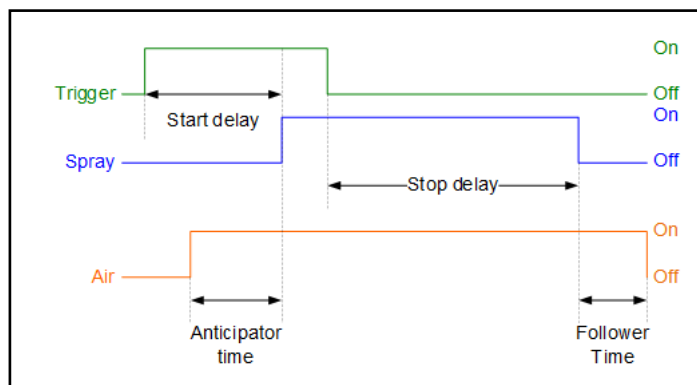 On
Trigger
Off
Start delay
On
Spray
Off
Stop delay
On
Air
Off
Anticipator
time
Follower
Time